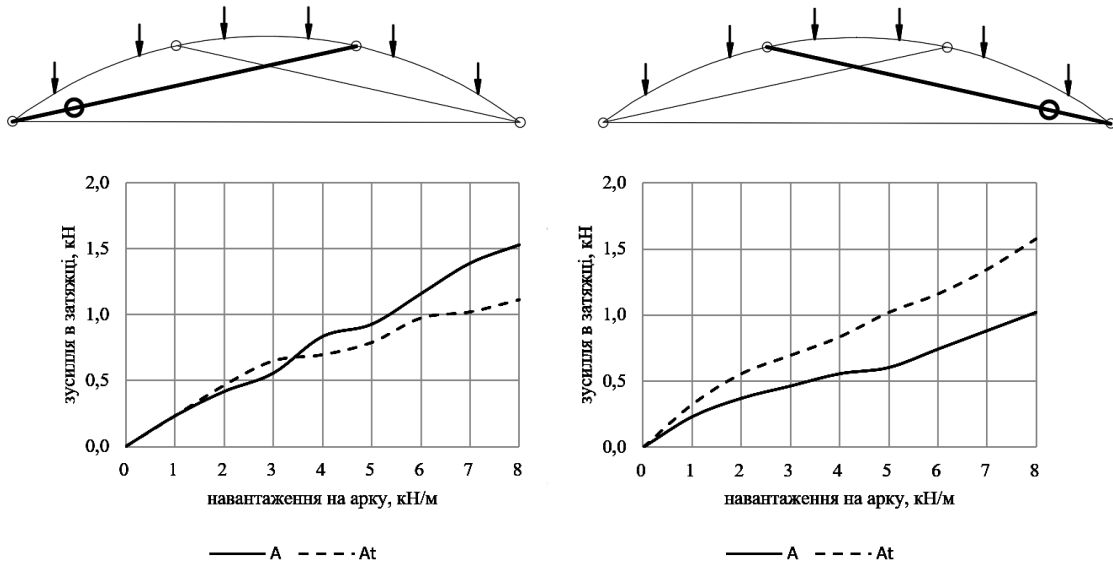 2,0
1,5
1,0
0,5
0,0
зусилля в затяжці, кН
0 1 2 3 4 5 6 7 8
навантаження на арку, кН/м
A At
2,0
1,5
1,0
0,5
0,0
зусилля в затяжці, кН
0 1 2 3 4 5 6 7 8
навантаження на арку, кН/м
A At